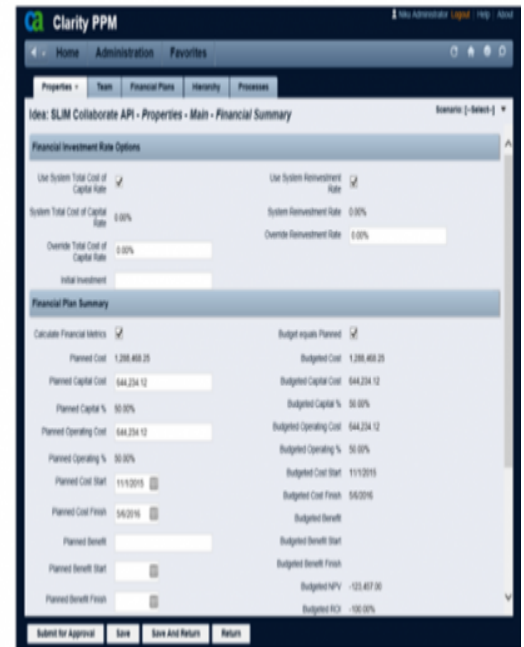 ca Clarity PPM
Niku Administrator Logout | Help | About
Home Administration Favorites
Properties Team Financial Plans Hierarchy Processes
Idea: SLIM Collaborate API - Properties - Main - Financial Summary
Scenario: [--Select--]
Financial Investment Rate Options
Use System Total Cost of Capital Rate
Use System Reinvestment Rate
System Total Cost of Capital Rate 0.00%
System Reinvestment Rate 0.00%
Override Total Cost of Capital Rate 0.00%
Override Reinvestment Rate 0.00%
Initial Investment
Financial Plan Summary
Calculate Financial Metrics
Budget equals Planned
Planned Cost 1,288,468.25
Budgeted Cost 1,288,468.25
Planned Capital Cost 644,234.12
Budgeted Capital Cost 644,234.12
Planned Capital % 50.00%
Budgeted Capital % 50.00%
Planned Operating Cost 644,234.12
Budgeted Operating Cost 644,234.12
Planned Operating % 50.00%
Budgeted Operating % 50.00%
Planned Cost Start 11/1/2015
Budgeted Cost Start 11/1/2015
Planned Cost Finish 5/6/2016
Budgeted Cost Finish 5/6/2016
Planned Benefit
Budgeted Benefit
Planned Benefit Start
Budgeted Benefit Start
Planned Benefit Finish
Budgeted Benefit Finish
Budgeted NPV -123,457.00
Budgeted ROI -100.00%
Submit for Approval Save Save And Return Return